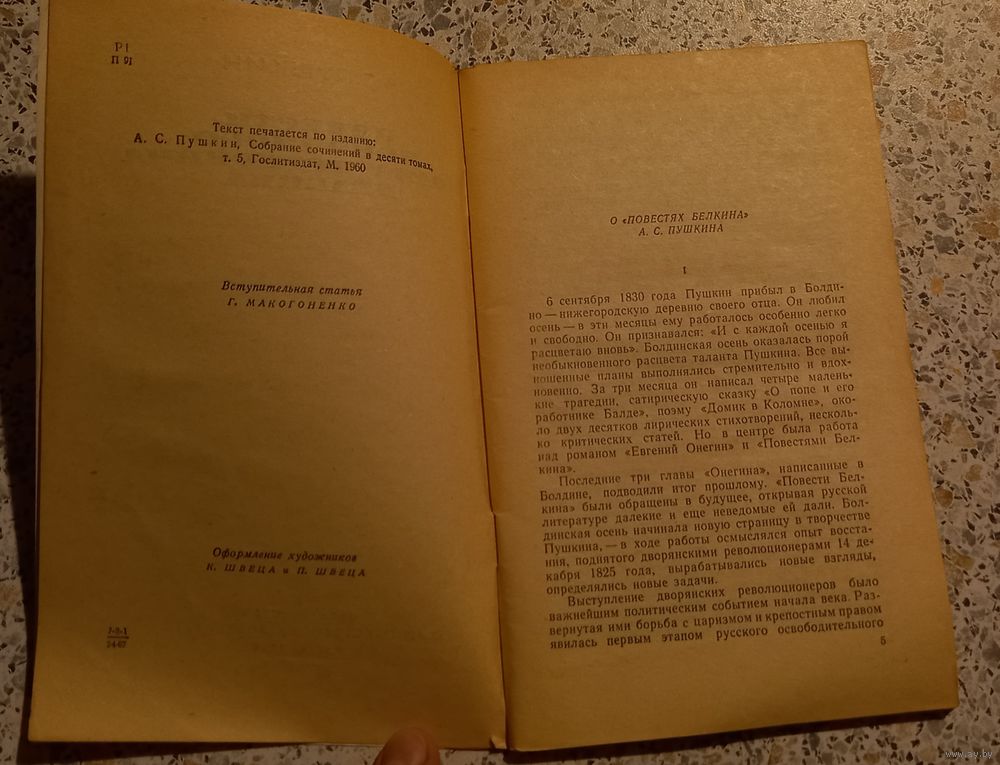 Р1
П 91
Текст печатается по изданию:
А. С. Пушкин, Собрание сочинений в десяти томах,
т. 5, Гослитиздат, М. 1960
Вступительная статья
Г. МАКОГОНЕНКО
Оформление художников
К. ШВЕЦА и П. ШВЕЦА
7-3-1
24-67
О «ПОВЕСТЯХ БЕЛКИНА»
А. С. ПУШКИНА
I
6 сентября 1830 года Пушкин прибыл в Болди-
но — нижегородскую деревню своего отца. Он любил
осень — в эти месяцы ему работалось особенно легко
и свободно. Он признавался: «И с каждой осенью я
расцветаю вновь». Болдинская осень оказалась порой
необыкновенного расцвета таланта Пушкина. Все вы-
ношенные планы выполнялись стремительно и вдох-
новенно. За три месяца он написал четыре малень-
кие трагедии, сатирическую сказку «О попе и его
работнике Балде», поэму «Домик в Коломне», око-
ло двух десятков лирических стихотворений, несколь-
ко критических статей. Но в центре была работа
над романом «Евгений Онегин» и «Повестями Бел-
кина».
Последние три главы «Онегина», написанные в
Болдине, подводили итог прошлому. «Повести Бел-
кина» были обращены в будущее, открывая русской
литературе далекие и еще неведомые ей дали. Бол-
динская осень начинала новую страницу в творчестве
Пушкина, — в ходе работы осмыслялся опыт восста-
ния, поднятого дворянскими революционерами 14 де-
кабря 1825 года, вырабатывались новые взгляды,
определялись новые задачи.
Выступление дворянских революционеров было
важнейшим политическим событием начала века. Раз-
вернутая ими борьба с царизмом и крепостным правом
явилась первым этапом русского освободительного
5
www.ay.by